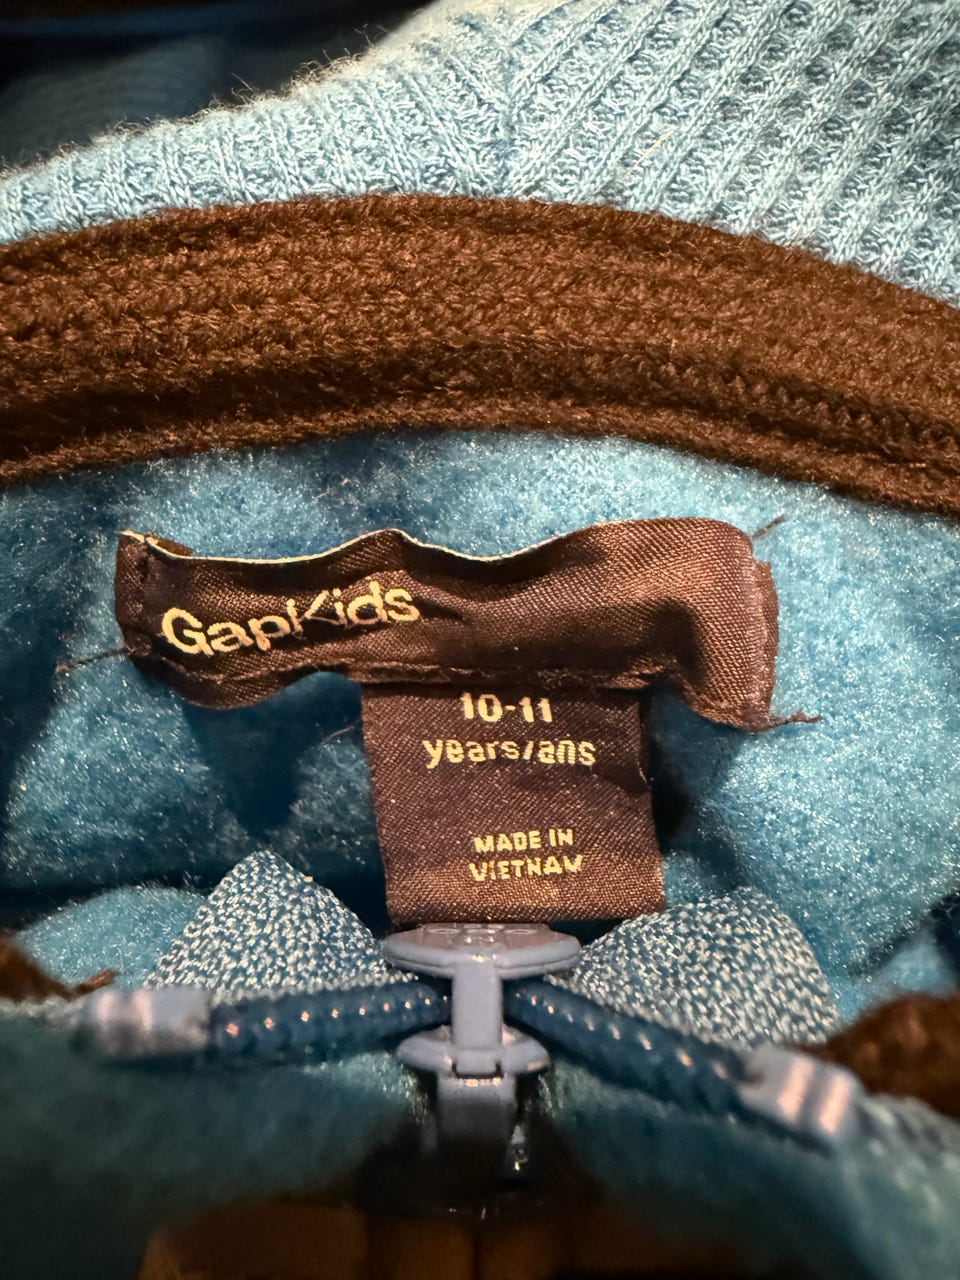 GapKids
10-11
years/ans
MADE IN
VIETNAM